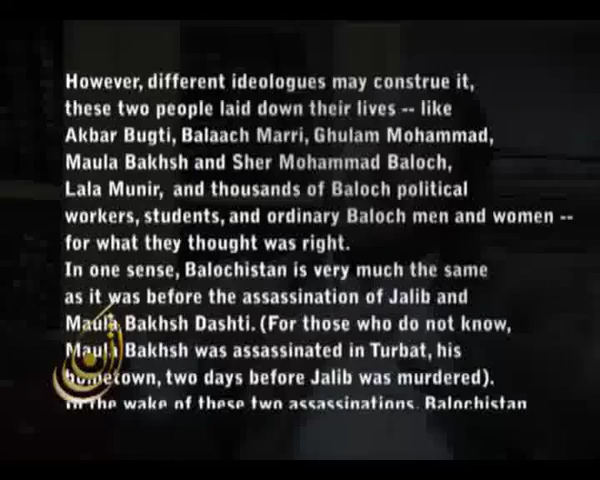 However, different ideologues may construe it,
these two people laid down their lives -- like
Akbar Bugti, Balaach Marri, Ghulam Mohammad,
Maula Bakhsh and Sher Mohammad Baloch,
Lala Munir, and thousands of Baloch political
workers, students, and ordinary Baloch men and women --
for what they thought was right.
In one sense, Balochistan is very much the same
as it was before the assassination of Jalib and
Maula Bakhsh Dashti. (For those who do not know,
Maula Bakhsh was assassinated in Turbat, his
hometown, two days before Jalib was murdered).
In the wake of these two assassinations, Balochistan